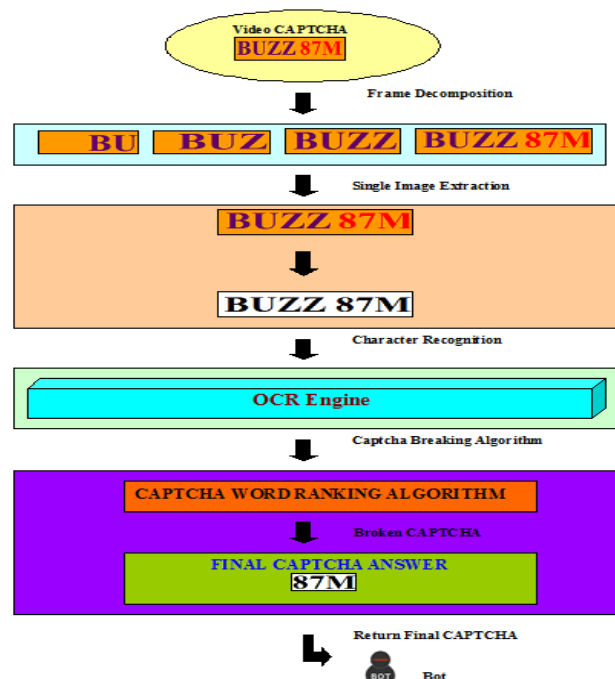 Video CAPTCHA
BUZZ 87M
Frame Decomposition
BU BUZ BUZZ BUZZ 87M
Single Image Extraction
BUZZ 87M
BUZZ 87M
Character Recognition
OCR Engine
Captcha Breaking Algorithm
CAPTCHA WORD RANKING ALGORITHM
Broken CAPTCHA
FINAL CAPTCHA ANSWER
87M
Return Final CAPTCHA
BOT Bot